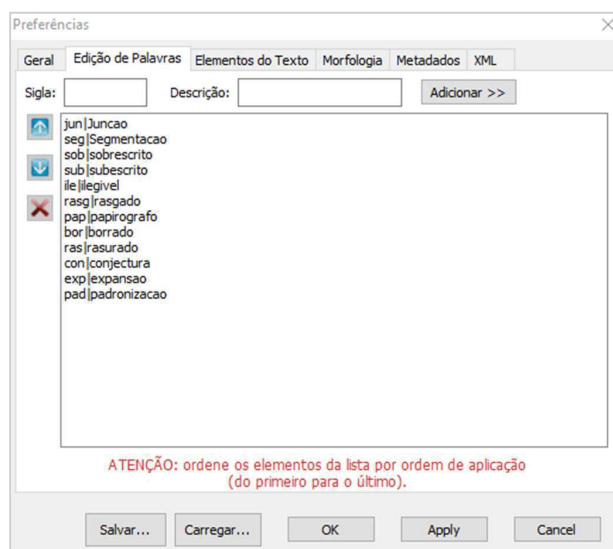 Preferências
Geral Edição de Palavras Elementos do Texto Morfologia Metadados XML
Sigla: Descrição: Adicionar >>
jun|Juncao
seg|Segmentacao
sob|sobrescrito
sub|subescrito
ile|ilegivel
rasg|rasgado
pap|papirografo
bor|borrado
ras|rasurado
con|conjectura
exp|expansao
pad|padronizacao
ATENÇÃO: ordene os elementos da lista por ordem de aplicação
(do primeiro para o último).
Salvar... Carregar... OK Apply Cancel